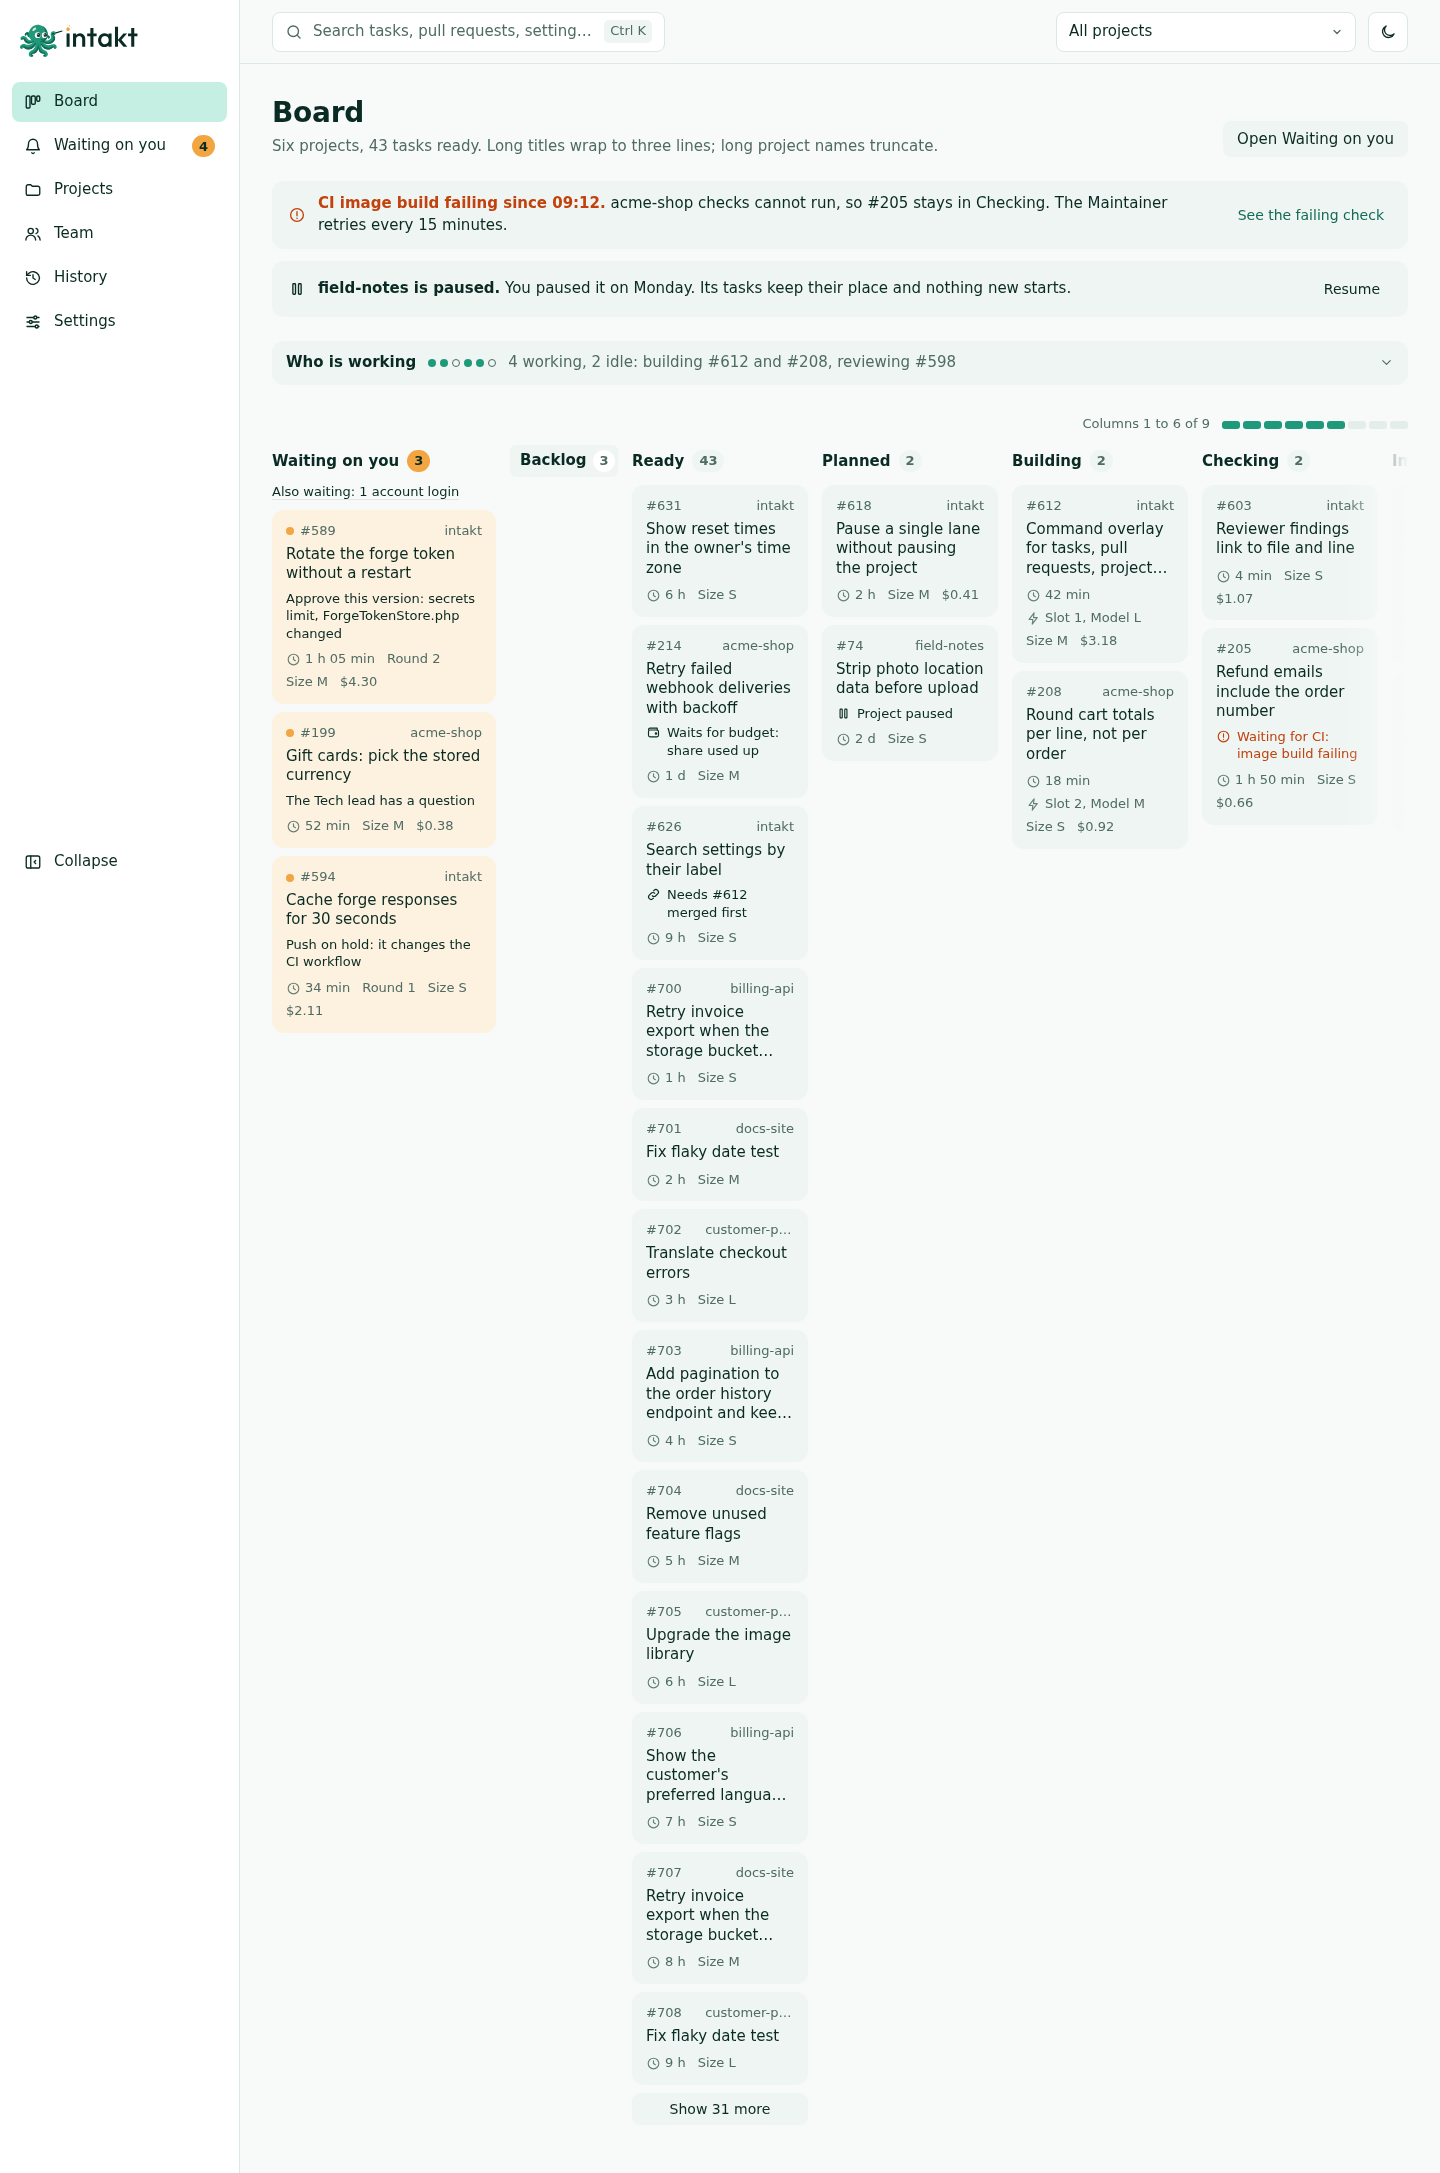 intakt
Board
Waiting on you 4
Projects
Team
History
Settings
Collapse
Search tasks, pull requests, setting… Ctrl K
All projects
Board
Six projects, 43 tasks ready. Long titles wrap to three lines; long project names truncate.
Open Waiting on you
CI image build failing since 09:12. acme-shop checks cannot run, so #205 stays in Checking. The Maintainer
retries every 15 minutes.
See the failing check
field-notes is paused. You paused it on Monday. Its tasks keep their place and nothing new starts.
Resume
Who is working 4 working, 2 idle: building #612 and #208, reviewing #598
Columns 1 to 6 of 9
Waiting on you 3
Also waiting: 1 account login
#589 intakt
Rotate the forge token
without a restart
Approve this version: secrets
limit, ForgeTokenStore.php
changed
1 h 05 min Round 2
Size M $4.30
#199 acme-shop
Gift cards: pick the stored
currency
The Tech lead has a question
52 min Size M $0.38
#594 intakt
Cache forge responses
for 30 seconds
Push on hold: it changes the
CI workflow
34 min Round 1 Size S
$2.11
Backlog 3
Ready 43
#631 intakt
Show reset times
in the owner's time
zone
6 h Size S
#214 acme-shop
Retry failed
webhook deliveries
with backoff
Waits for budget:
share used up
1 d Size M
#626 intakt
Search settings by
their label
Needs #612
merged first
9 h Size S
#700 billing-api
Retry invoice
export when the
storage bucket…
1 h Size S
#701 docs-site
Fix flaky date test
2 h Size M
#702 customer-p…
Translate checkout
errors
3 h Size L
#703 billing-api
Add pagination to
the order history
endpoint and kee…
4 h Size S
#704 docs-site
Remove unused
feature flags
5 h Size M
#705 customer-p…
Upgrade the image
library
6 h Size L
#706 billing-api
Show the
customer's
preferred langua…
7 h Size S
#707 docs-site
Retry invoice
export when the
storage bucket…
8 h Size M
#708 customer-p…
Fix flaky date test
9 h Size L
Show 31 more
Planned 2
#618 intakt
Pause a single lane
without pausing
the project
2 h Size M $0.41
#74 field-notes
Strip photo location
data before upload
Project paused
2 d Size S
Building 2
#612 intakt
Command overlay
for tasks, pull
requests, project…
42 min
Slot 1, Model L
Size M $3.18
#208 acme-shop
Round cart totals
per line, not per
order
18 min
Slot 2, Model M
Size S $0.92
Checking 2
#603 intakt
Reviewer findings
link to file and line
4 min Size S
$1.07
#205 acme-shop
Refund emails
include the order
number
Waiting for CI:
image build failing
1 h 50 min Size S
$0.66